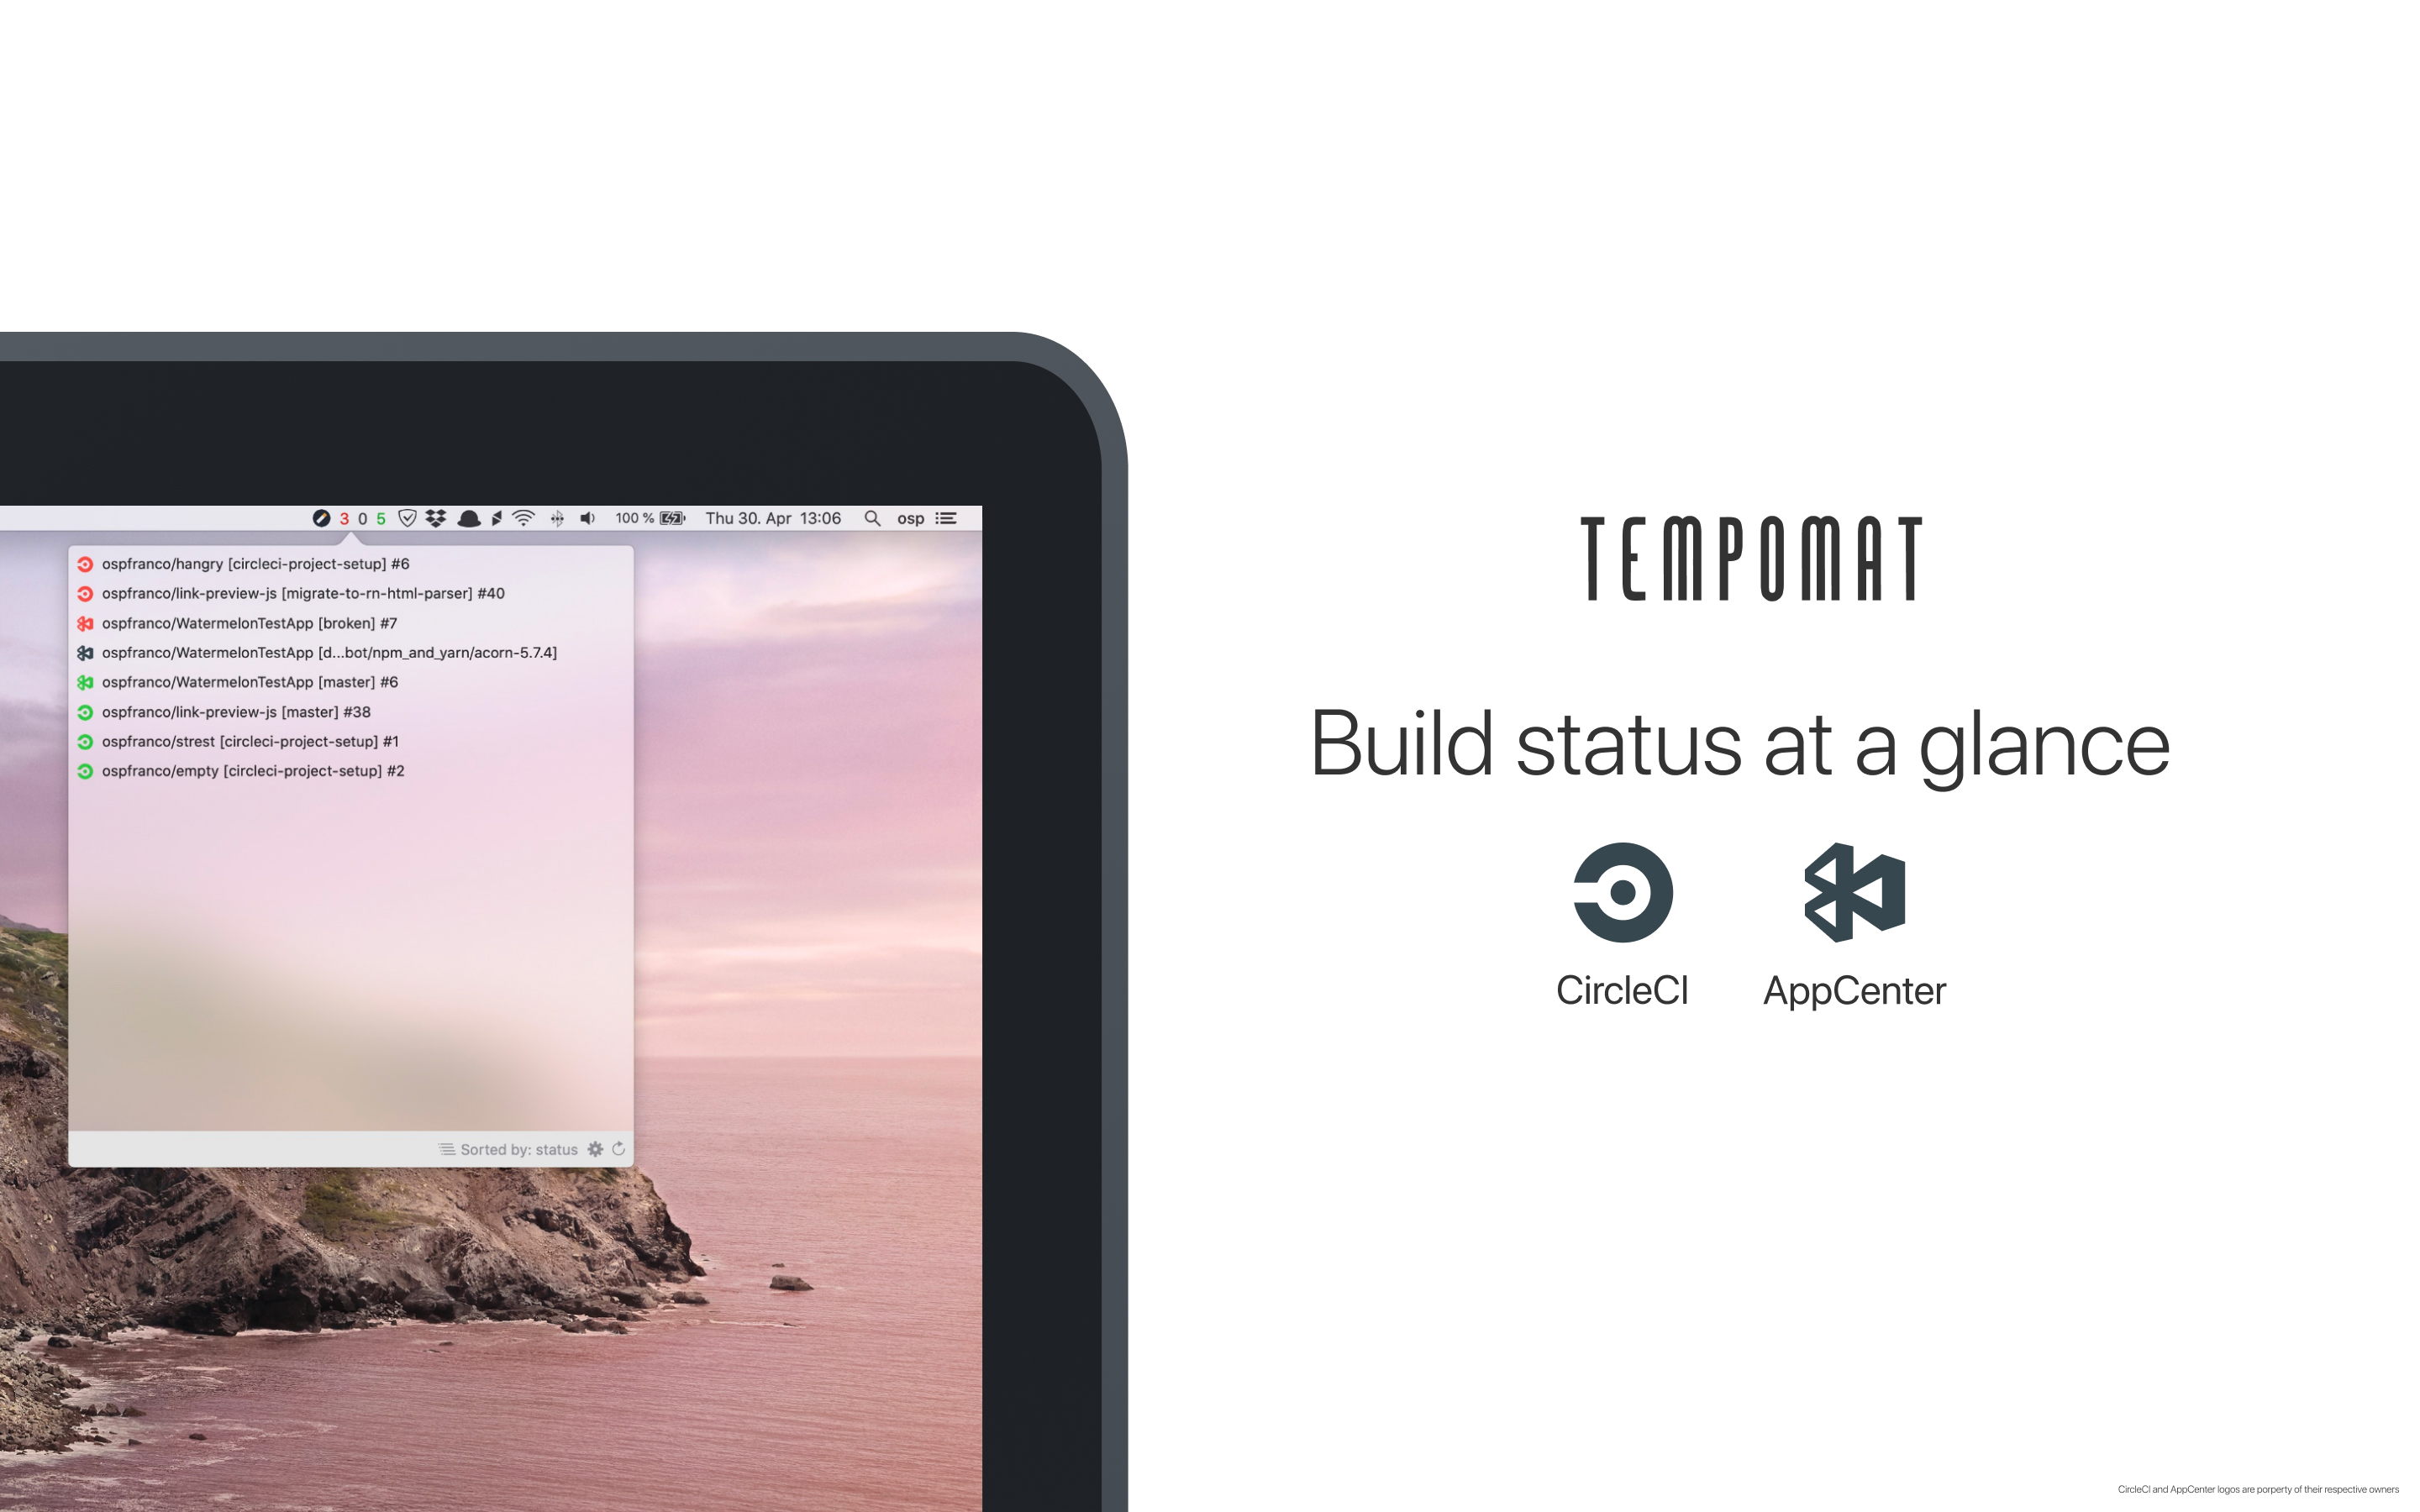 3 0 5 100 % Thu 30. Apr 13:06 osp
ospfranco/hangry [circleci-project-setup] #6
ospfranco/link-preview-js [migrate-to-rn-html-parser] #40
ospfranco/WatermelonTestApp [broken] #7
ospfranco/WatermelonTestApp [d...bot/npm_and_yarn/acorn-5.7.4]
ospfranco/WatermelonTestApp [master] #6
ospfranco/link-preview-js [master] #38
ospfranco/strest [circleci-project-setup] #1
ospfranco/empty [circleci-project-setup] #2
Sorted by: status
TEMPOMAT
Build status at a glance
CircleCI AppCenter
CircleCI and AppCenter logos are porperty of their respective owners